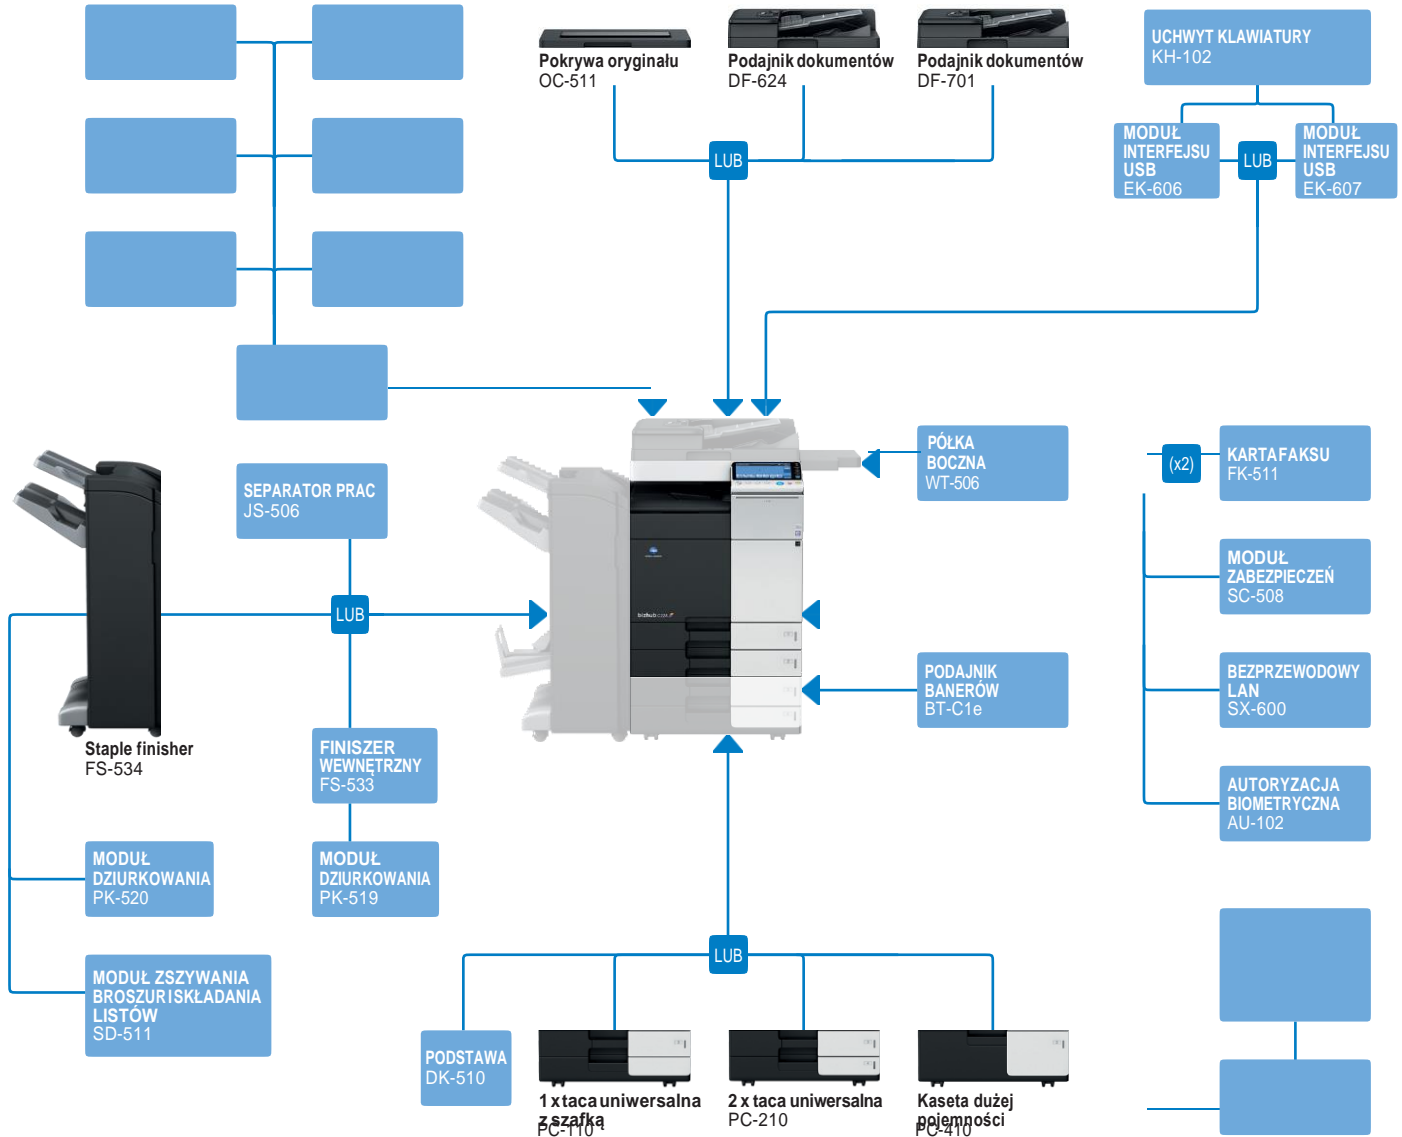 Pokrywa oryginału
OC-511
Podajnik dokumentów
DF-624
Podajnik dokumentów
DF-701
UCHWYT KLAWIATURY
KH-102
MODUŁ
INTERFEJSU
USB
EK-606
LUB
MODUŁ
INTERFEJSU
USB
EK-607
LUB
PÓŁKA
BOCZNA
WT-506
(x2)
KARTA FAKSU
FK-511
SEPARATOR PRAC
JS-506
MODUŁ
ZABEZPIECZEŃ
SC-508
LUB
bizhub
PODAJNIK
BANERÓW
BT-C1e
BEZPRZEWODOWY
LAN
SX-600
Staple finisher
FS-534
FINISZER
WEWNĘTRZNY
FS-533
AUTORYZACJA
BIOMETRYCZNA
AU-102
MODUŁ
DZIURKOWANIA
PK-520
MODUŁ
DZIURKOWANIA
PK-519
LUB
MODUŁ ZSZYWANIA
BROSZUR I SKŁADANIA
LISTÓW
SD-511
PODSTAWA
DK-510
1 x taca uniwersalna
z szafką
PC-110
2 x taca uniwersalna
PC-210
Kaseta dużej
pojemności
PC-410